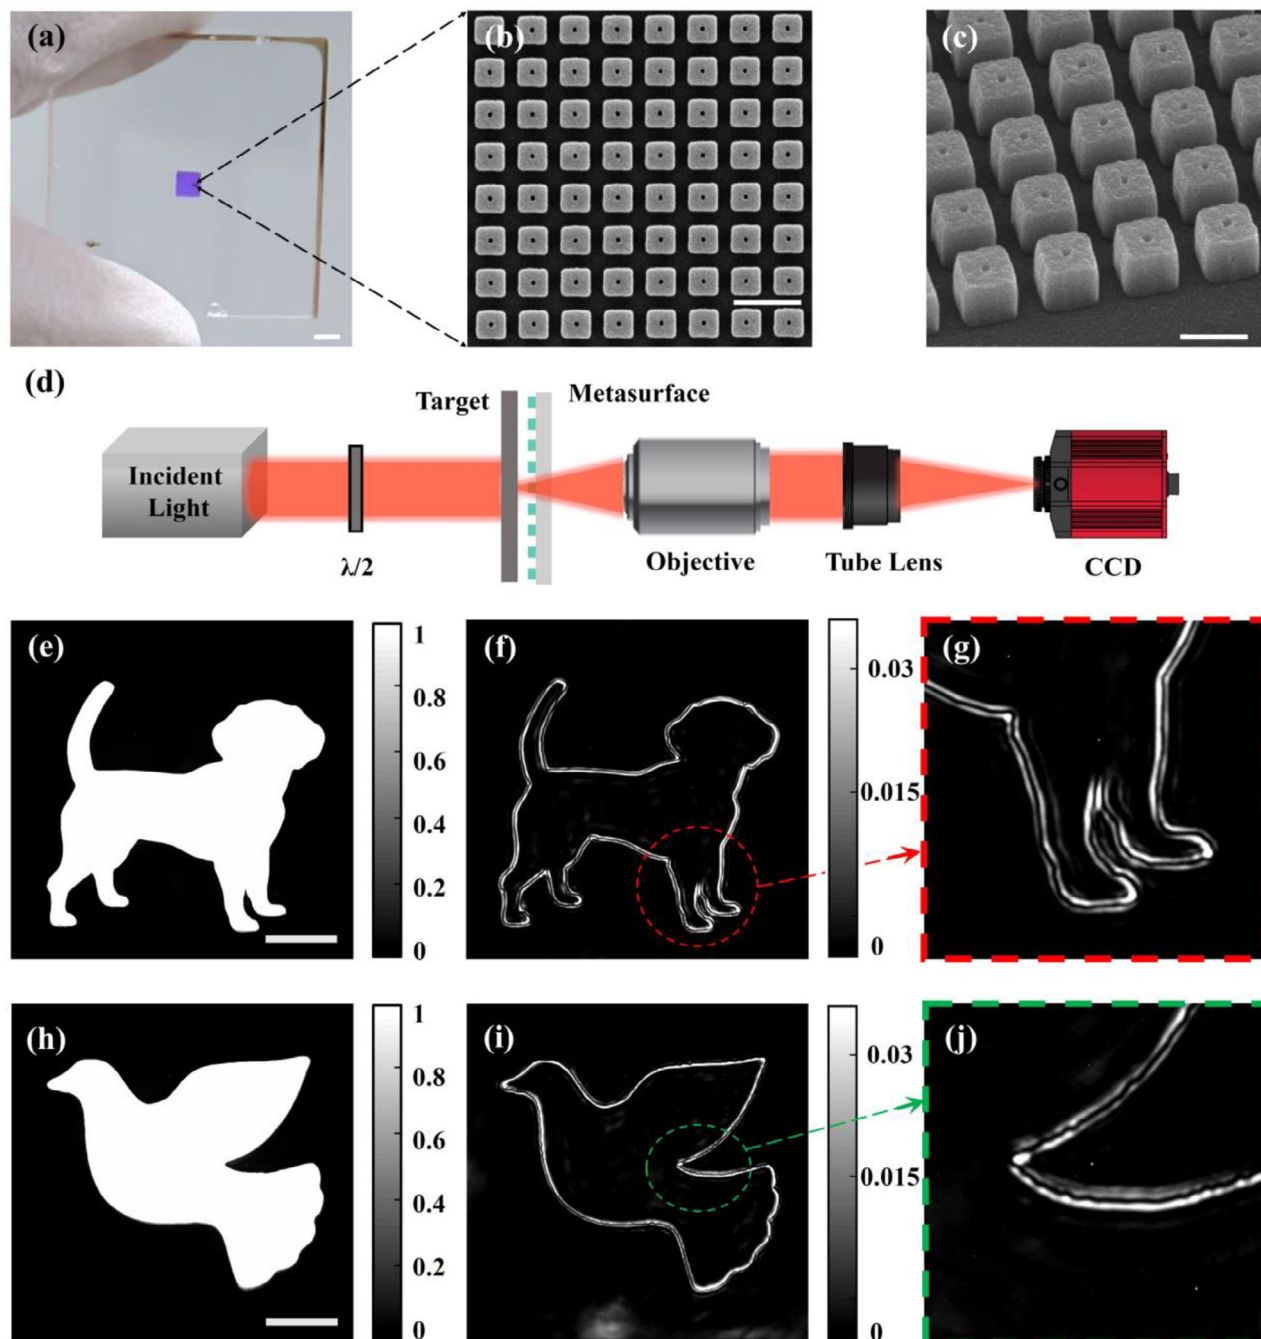 (a)
(b)
(c)
(d)
Target
Metasurface
Incident
Light
λ/2
Objective
Tube Lens
CCD
(e)
1
0.8
0.6
0.4
0.2
0
(f)
0.03
0.015
0
(g)
(h)
1
0.8
0.6
0.4
0.2
0
(i)
0.03
0.015
0
(j)